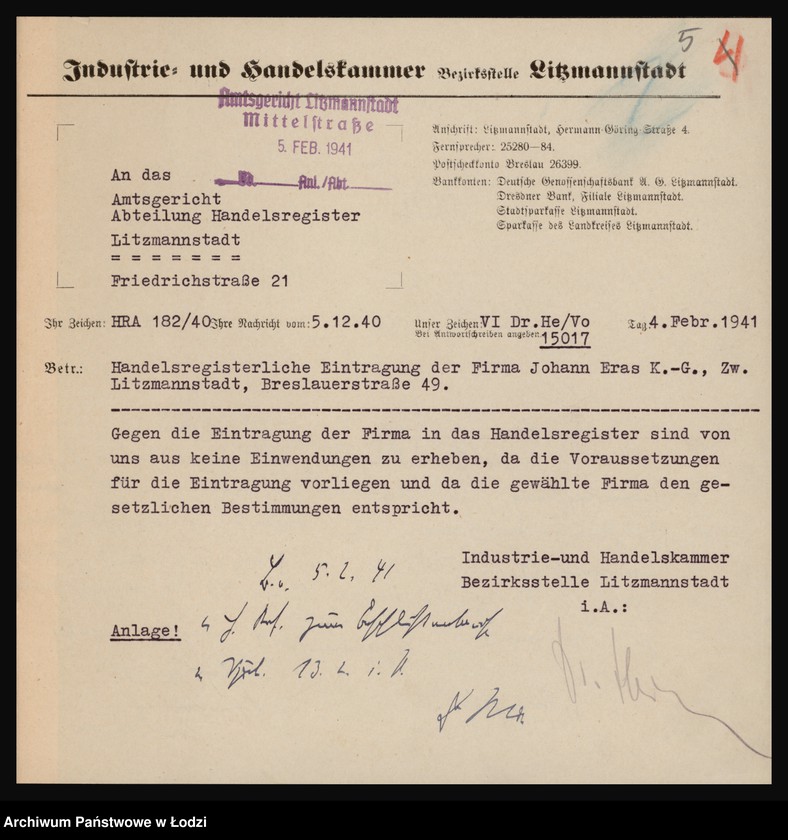 5 4
Industrie- und Handelskammer Bezirksstelle Litzmannstadt
Amtsgericht Litzmannstadt
Mittelstraße
5. FEB. 1941
Anl./Abt
Anschrift: Litzmannstadt, Hermann-Göring-Straße 4.
Fernsprecher: 25280—84.
Postscheckkonto Breslau 26399.
Bankkonten: Deutsche Genossenschaftsbank A. G. Litzmannstadt.
Dresdner Bank, Filiale Litzmannstadt.
Stadtsparkasse Litzmannstadt.
Sparkasse des Landkreises Litzmannstadt.
An das
Amtsgericht
Abteilung Handelsregister
Litzmannstadt
= = = = = = =
Friedrichstraße 21
Ihr Zeichen: HRA 182/40 Ihre Nachricht vom: 5.12.40 Unser Zeichen: VI Dr.He/Vo Tag 4.Febr.1941
Bei Antwortschreiben angeben: 15017
Betr.: Handelsregisterliche Eintragung der Firma Johann Eras K.-G., Zw.
Litzmannstadt, Breslauerstraße 49.
Gegen die Eintragung der Firma in das Handelsregister sind von
uns aus keine Einwendungen zu erheben, da die Voraussetzungen
für die Eintragung vorliegen und da die gewählte Firma den ge-
setzlichen Bestimmungen entspricht.
Industrie-und Handelskammer
Bezirksstelle Litzmannstadt
i.A.:
5. 2. 41
Anlage!
Archiwum Państwowe w Łodzi